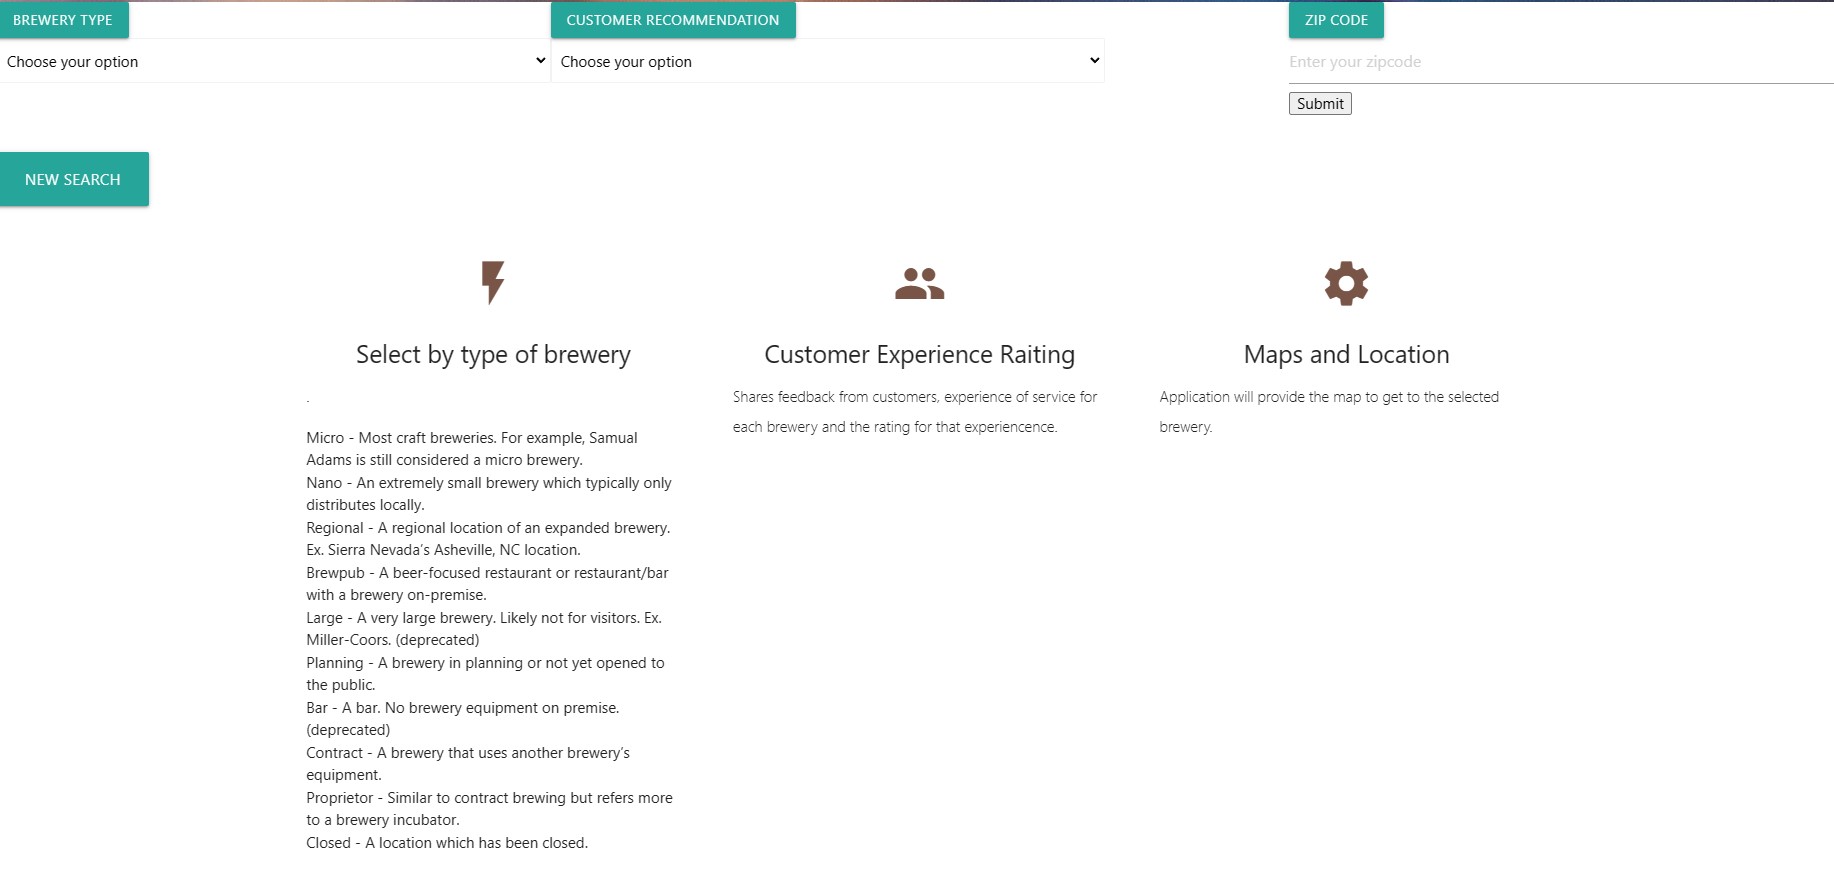 BREWERY TYPE
CUSTOMER RECOMMENDATION
ZIP CODE
Choose your option
Choose your option
Enter your zipcode
Submit
NEW SEARCH
Select by type of brewery
.
Micro - Most craft breweries. For example, Samual
Adams is still considered a micro brewery.
Nano - An extremely small brewery which typically only
distributes locally.
Regional - A regional location of an expanded brewery.
Ex. Sierra Nevada’s Asheville, NC location.
Brewpub - A beer-focused restaurant or restaurant/bar
with a brewery on-premise.
Large - A very large brewery. Likely not for visitors. Ex.
Miller-Coors. (deprecated)
Planning - A brewery in planning or not yet opened to
the public.
Bar - A bar. No brewery equipment on premise.
(deprecated)
Contract - A brewery that uses another brewery’s
equipment.
Proprietor - Similar to contract brewing but refers more
to a brewery incubator.
Closed - A location which has been closed.
Customer Experience Raiting
Shares feedback from customers, experience of service for
each brewery and the rating for that experiencence.
Maps and Location
Application will provide the map to get to the selected
brewery.